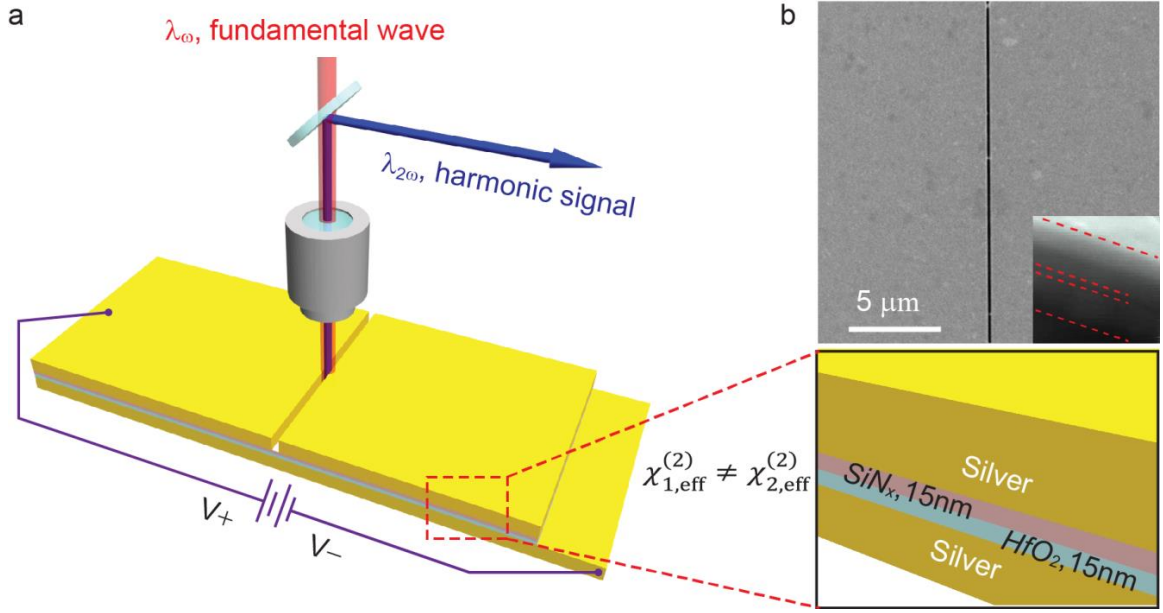 a
λω, fundamental wave
λ2ω, harmonic signal
V+
V−
χ(2)1,eff ≠ χ(2)2,eff
b
5 μm
Silver
SiNx, 15nm
HfO2, 15nm
Silver